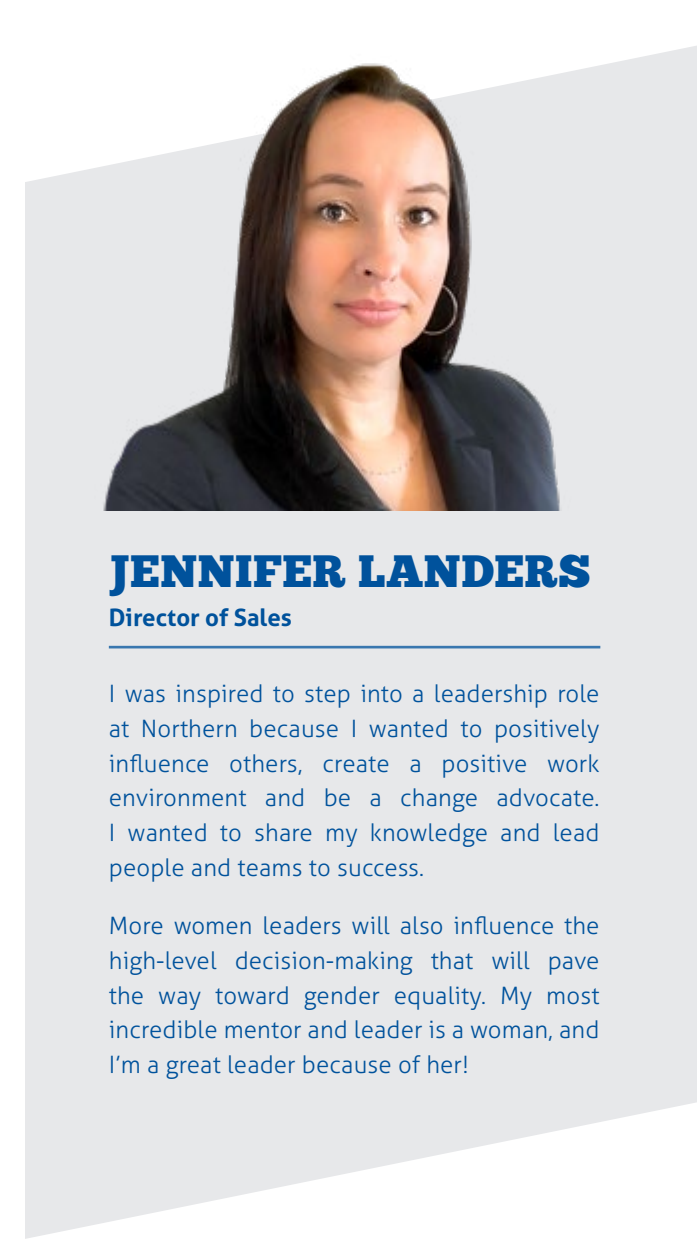 JENNIFER LANDERS
Director of Sales
I was inspired to step into a leadership role
at Northern because I wanted to positively
influence others, create a positive work
environment and be a change advocate.
I wanted to share my knowledge and lead
people and teams to success.
More women leaders will also influence the
high-level decision-making that will pave
the way toward gender equality. My most
incredible mentor and leader is a woman, and
I’m a great leader because of her!